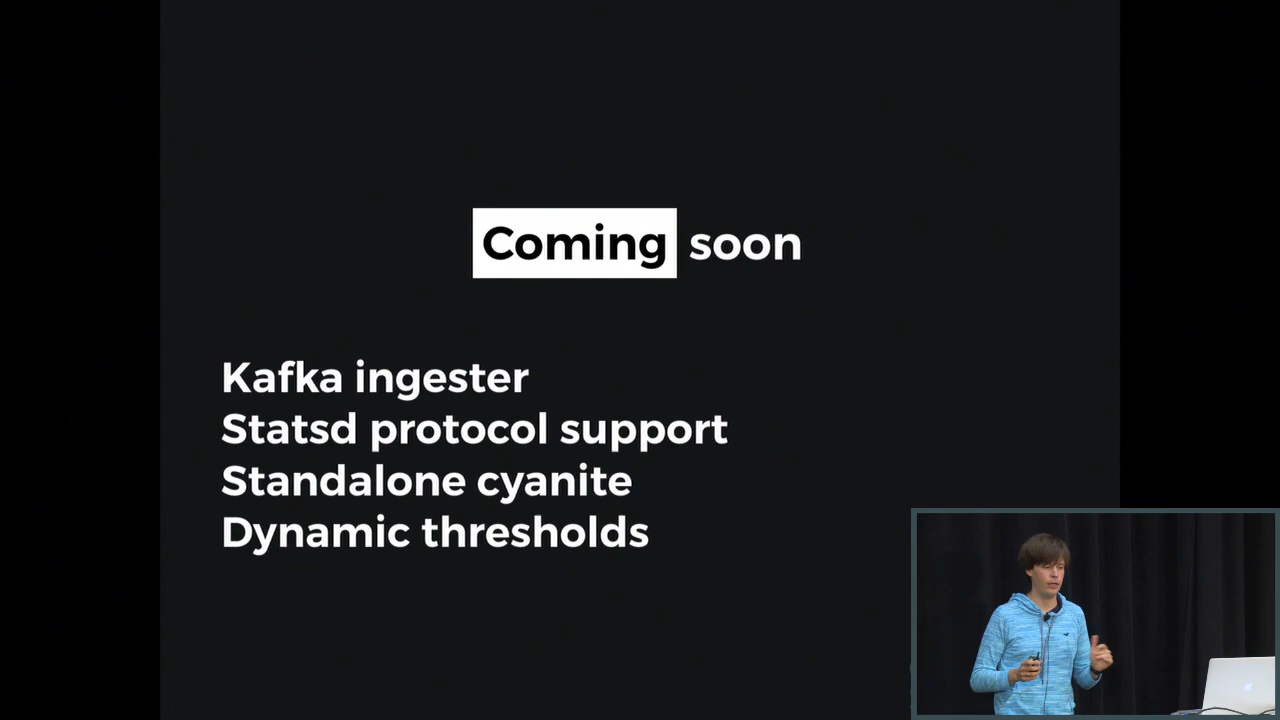 Coming soon
Kafka ingester
Statsd protocol support
Standalone cyanite
Dynamic thresholds